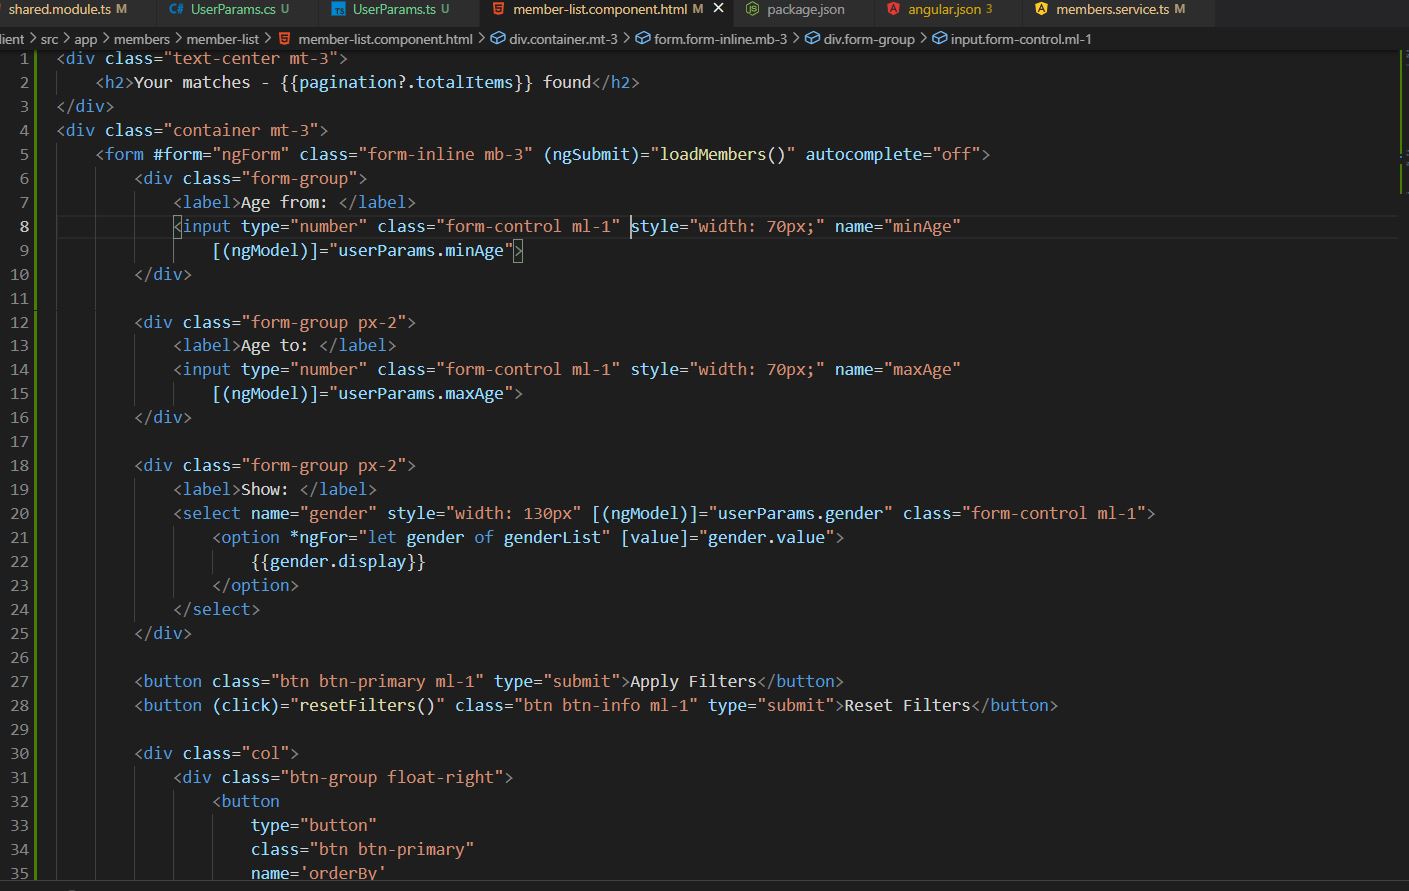 shared.module.ts M C# UserParams.cs U TS UserParams.ts U member-list.component.html M package.json angular.json 3 members.service.ts M
lient > src > app > members > member-list > member-list.component.html > div.container.mt-3 > form.form-inline.mb-3 > div.form-group > input.form-control.ml-1
1 <div class="text-center mt-3">
2 <h2>Your matches - {{pagination?.totalItems}} found</h2>
3 </div>
4 <div class="container mt-3">
5 <form #form="ngForm" class="form-inline mb-3" (ngSubmit)="loadMembers()" autocomplete="off">
6 <div class="form-group">
7 <label>Age from: </label>
8 <input type="number" class="form-control ml-1" style="width: 70px;" name="minAge"
9 [(ngModel)]="userParams.minAge">
10 </div>
11
12 <div class="form-group px-2">
13 <label>Age to: </label>
14 <input type="number" class="form-control ml-1" style="width: 70px;" name="maxAge"
15 [(ngModel)]="userParams.maxAge">
16 </div>
17
18 <div class="form-group px-2">
19 <label>Show: </label>
20 <select name="gender" style="width: 130px" [(ngModel)]="userParams.gender" class="form-control ml-1">
21 <option *ngFor="let gender of genderList" [value]="gender.value">
22 {{gender.display}}
23 </option>
24 </select>
25 </div>
26
27 <button class="btn btn-primary ml-1" type="submit">Apply Filters</button>
28 <button (click)="resetFilters()" class="btn btn-info ml-1" type="submit">Reset Filters</button>
29
30 <div class="col">
31 <div class="btn-group float-right">
32 <button
33 type="button"
34 class="btn btn-primary"
35 name='orderBy'